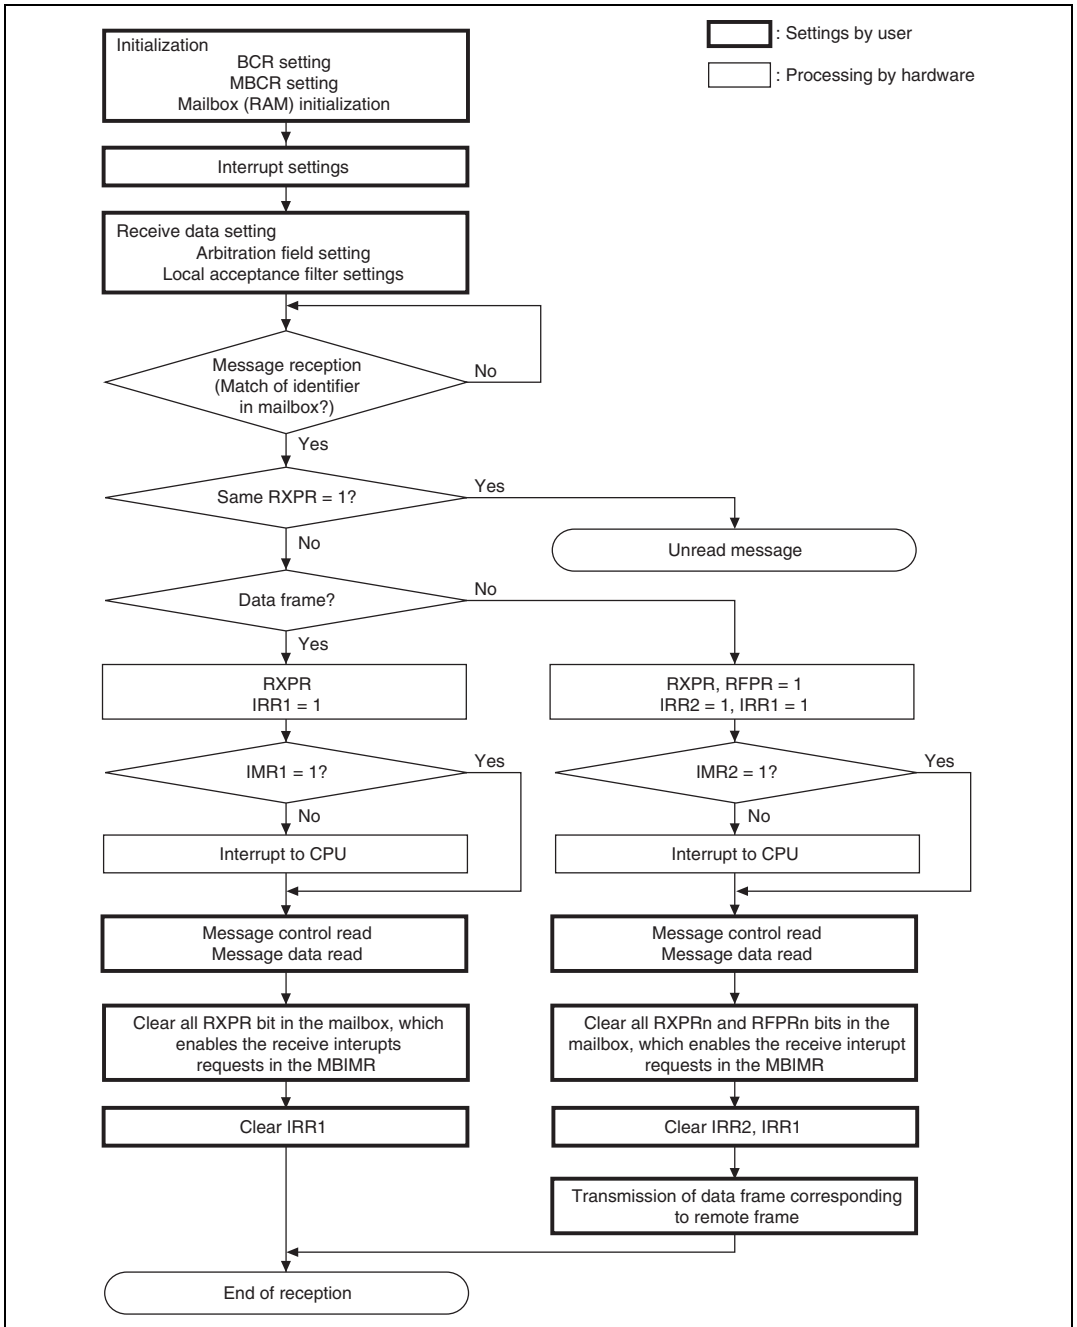 Initialization
BCR setting
MBCR setting
Mailbox (RAM) initialization
: Settings by user
: Processing by hardware
Interrupt settings
Receive data setting
Arbitration field setting
Local acceptance filter settings
Message reception
(Match of identifier
in mailbox?)
No
Yes
Same RXPR = 1?
Yes
No
Unread message
Data frame?
No
Yes
RXPR
IRR1 = 1
RXPR, RFPR = 1
IRR2 = 1, IRR1 = 1
IMR1 = 1?
Yes
No
IMR2 = 1?
Yes
No
Interrupt to CPU
Interrupt to CPU
Message control read
Message data read
Message control read
Message data read
Clear all RXPR bit in the mailbox, which
enables the receive interupts
requests in the MBIMR
Clear all RXPRn and RFPRn bits in the
mailbox, which enables the receive interupt
requests in the MBIMR
Clear IRR1
Clear IRR2, IRR1
Transmission of data frame corresponding
to remote frame
End of reception